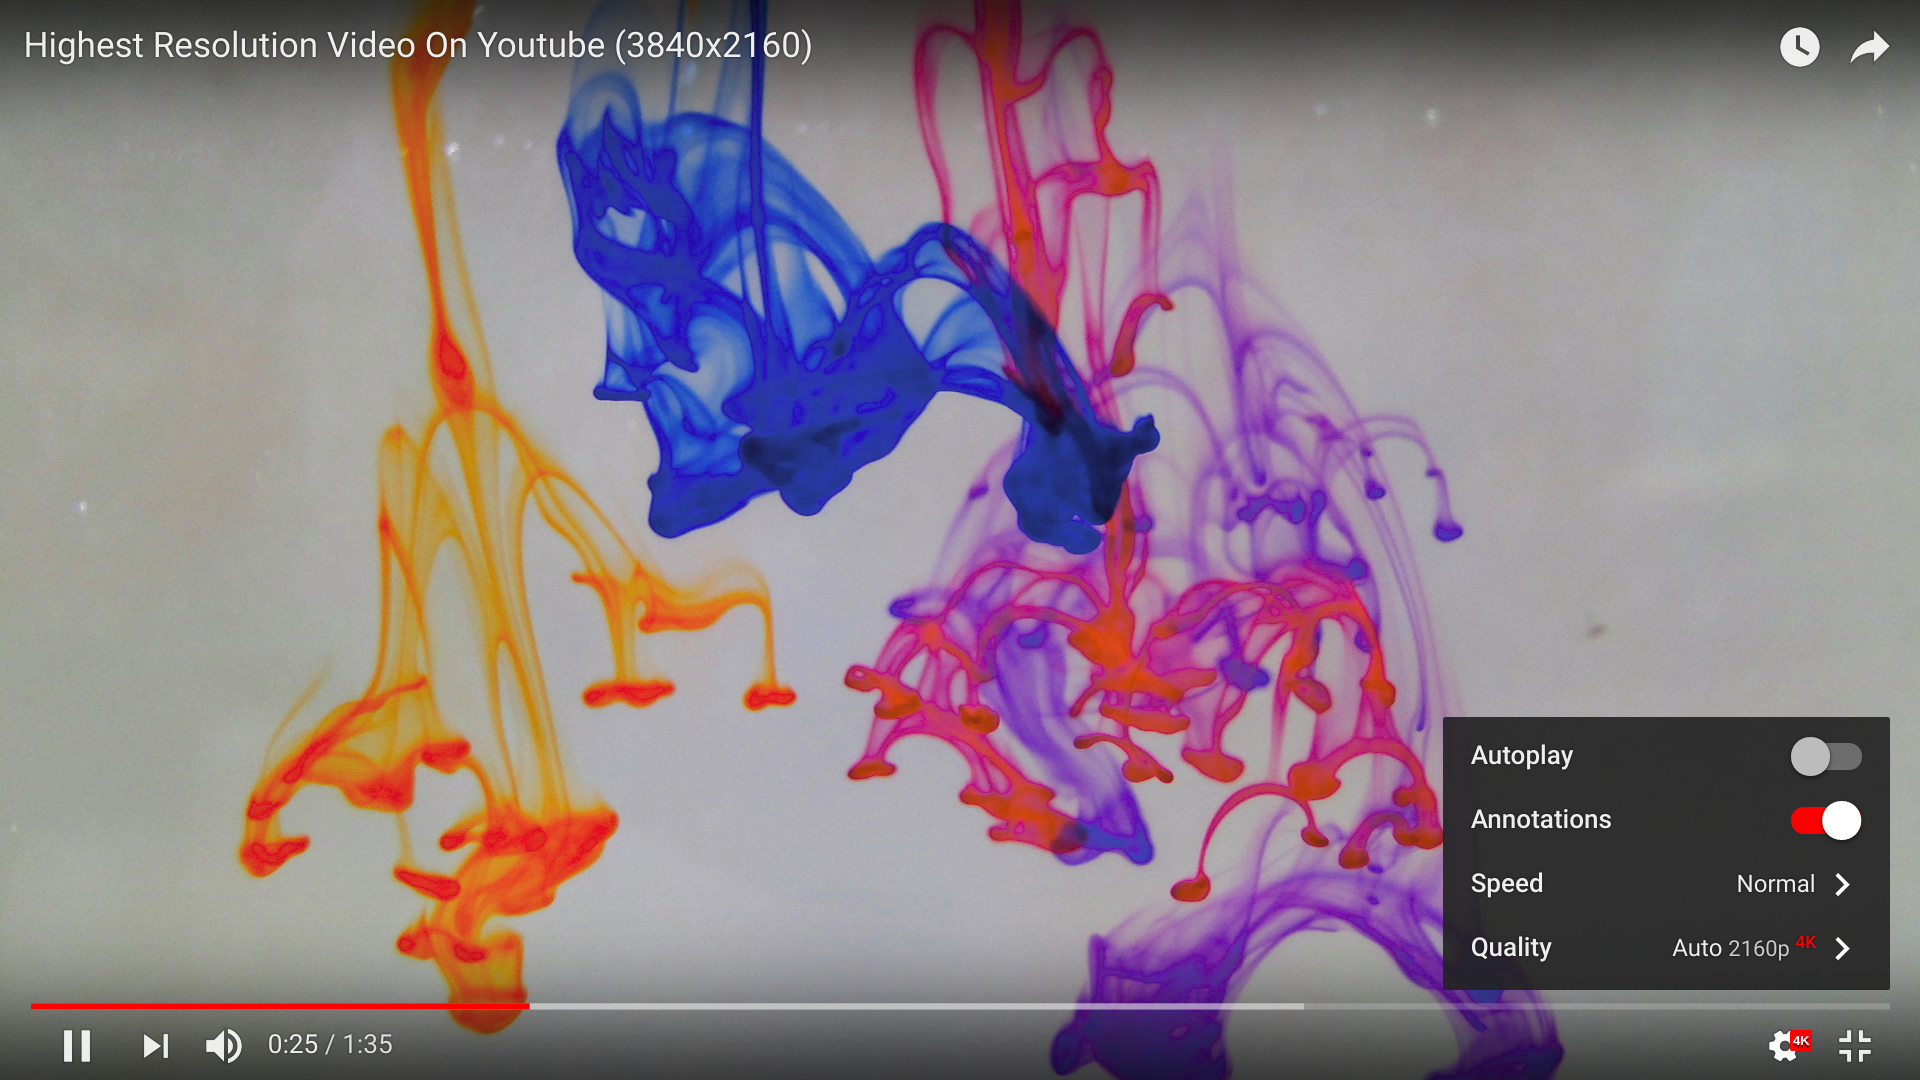 Highest Resolution Video On Youtube (3840x2160)
Autoplay
Annotations
Speed Normal
Quality Auto 2160p 4K
0:25 / 1:35
4K